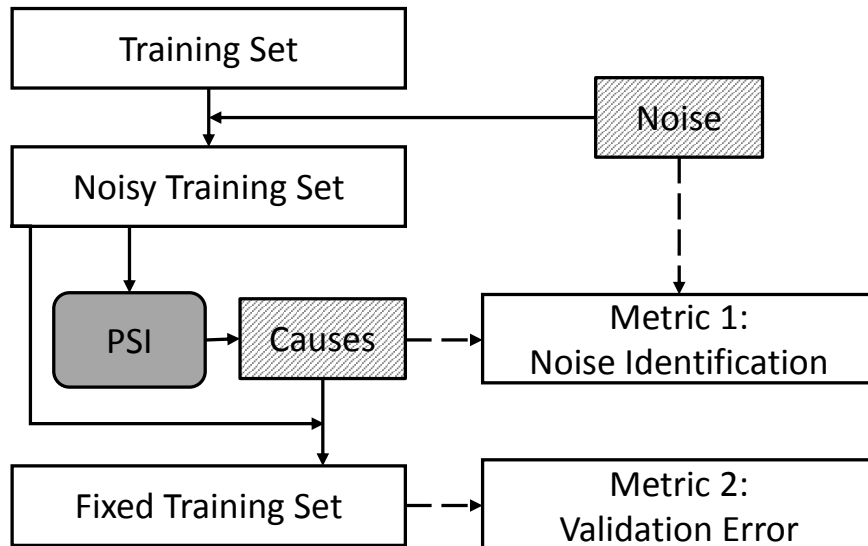 Training Set
Noise
Noisy Training Set
PSI
Causes
Metric 1:
Noise Identification
Fixed Training Set
Metric 2:
Validation Error